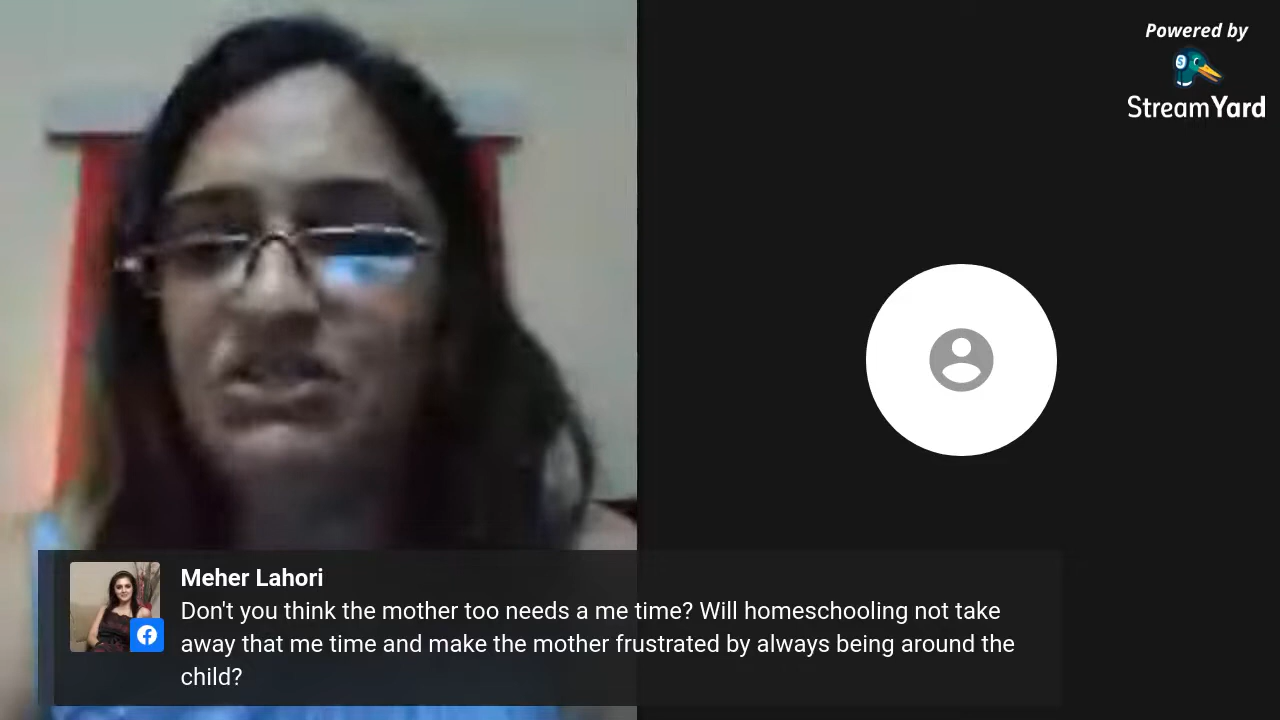 Powered by
StreamYard
Meher Lahori
Don't you think the mother too needs a me time? Will homeschooling not take
away that me time and make the mother frustrated by always being around the
child?